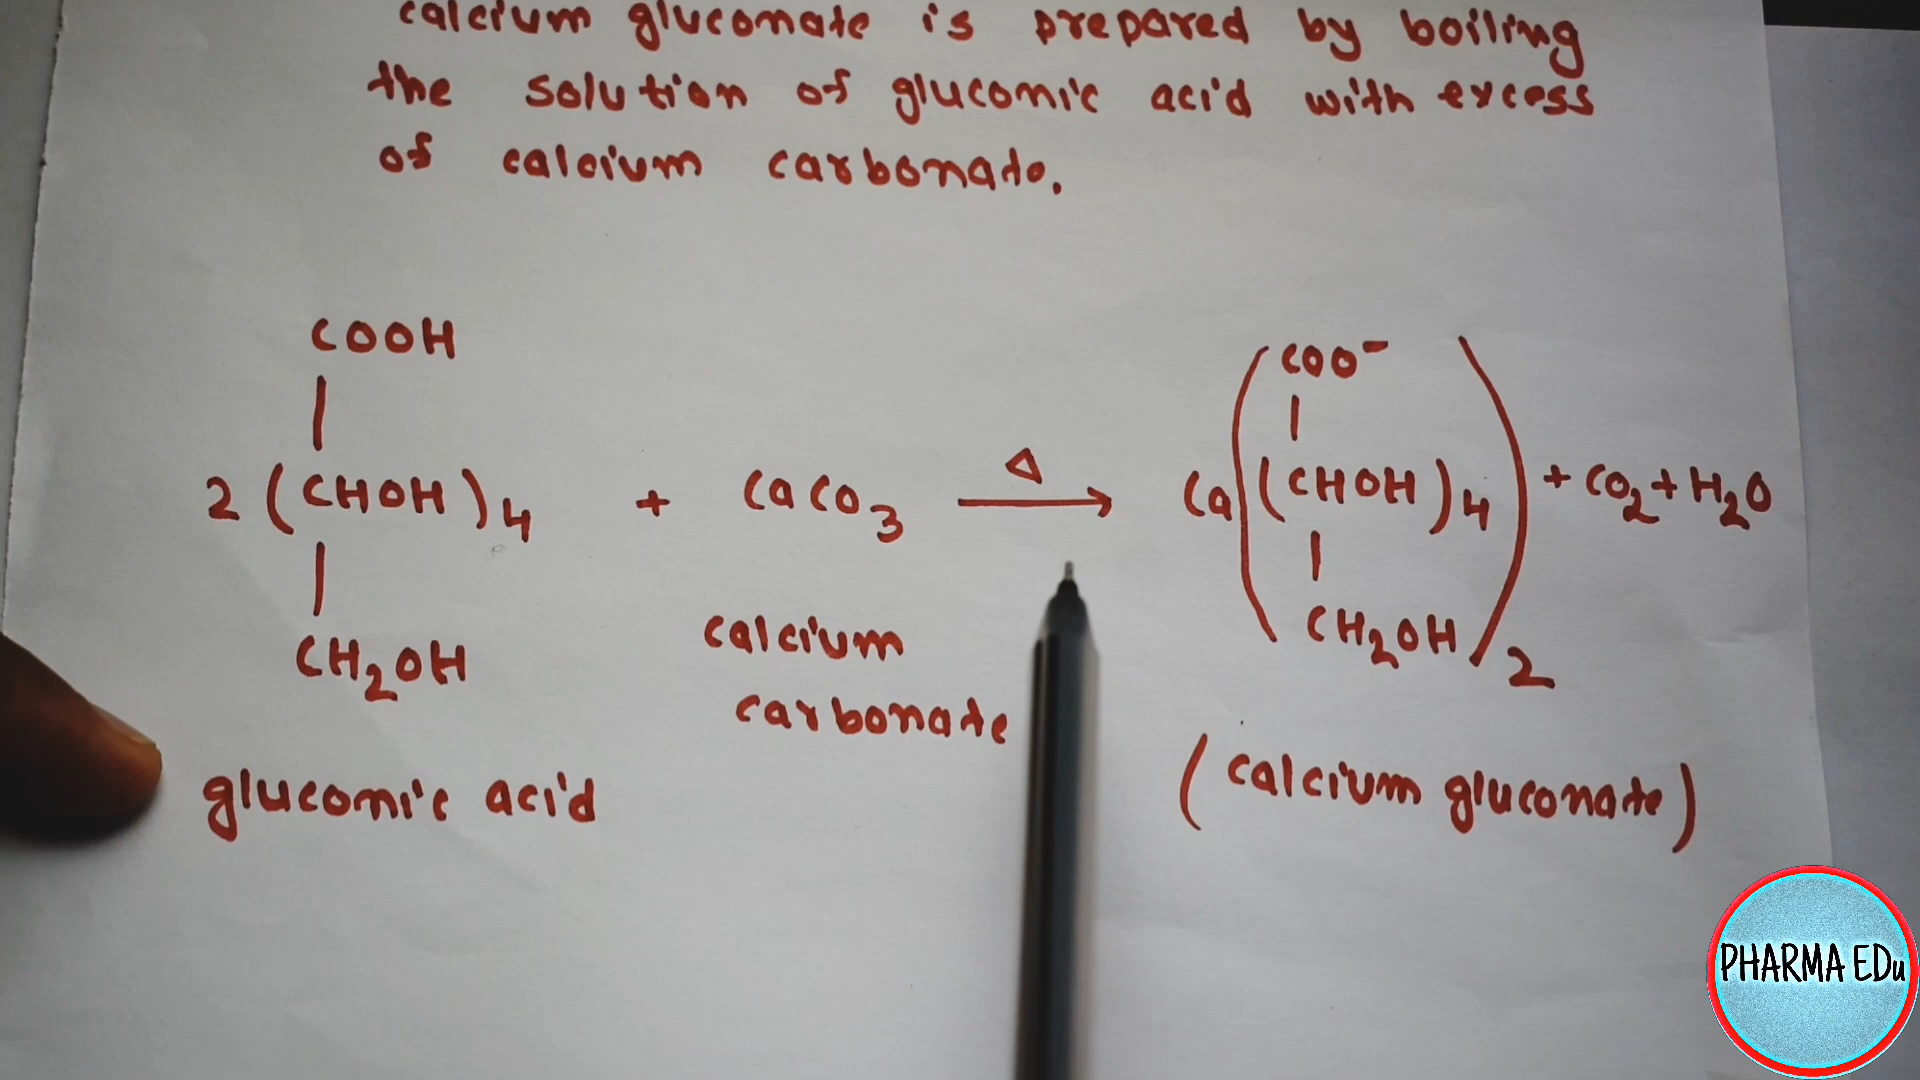 calcium gluconate is prepared by boiling
the solution of gluconic acid with excess
of calcium carbonate.
COOH
|
2 (CHOH)4 + CaCO3 Δ→ Ca ( COO⁻
|
(CHOH)4
|
CH2OH )2 + CO2 + H2O
|
CH2OH
calcium
carbonate
gluconic acid
(calcium gluconate)
PHARMA EDu